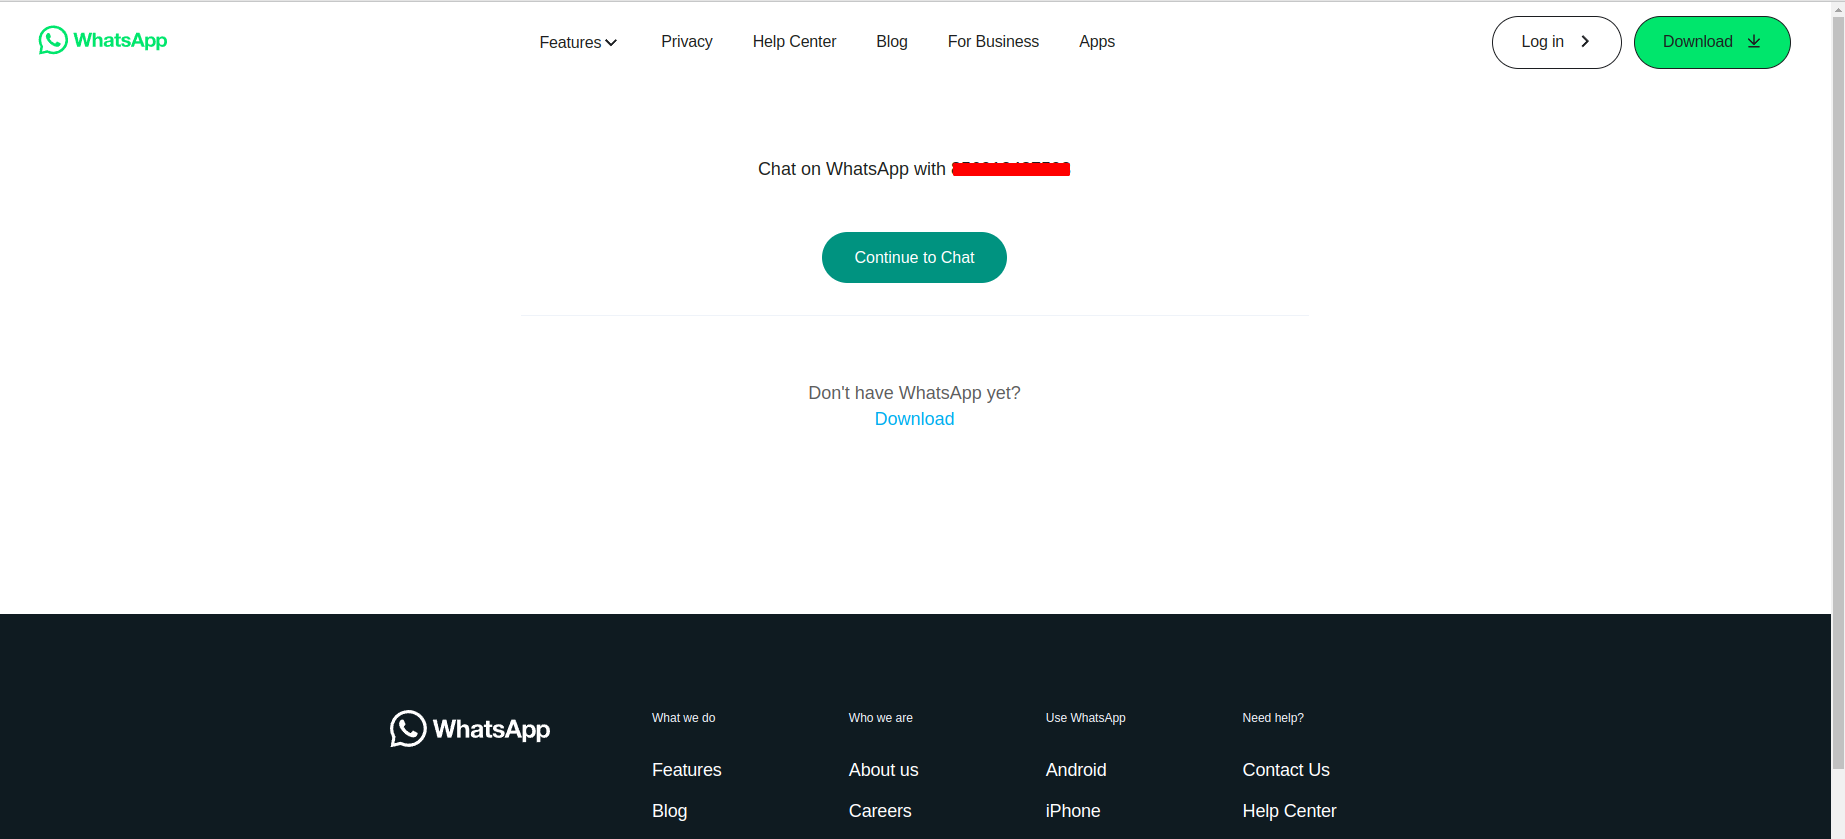 WhatsApp
Features Privacy Help Center Blog For Business Apps
Log in
Download
Chat on WhatsApp with
Continue to Chat
Don't have WhatsApp yet?
Download
WhatsApp
What we do
Features
Blog
Who we are
About us
Careers
Use WhatsApp
Android
iPhone
Need help?
Contact Us
Help Center